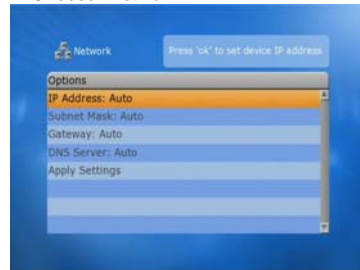 Network
Press 'ok' to set device IP address
Options
IP Address: Auto
Subnet Mask: Auto
Gateway: Auto
DNS Server: Auto
Apply Settings